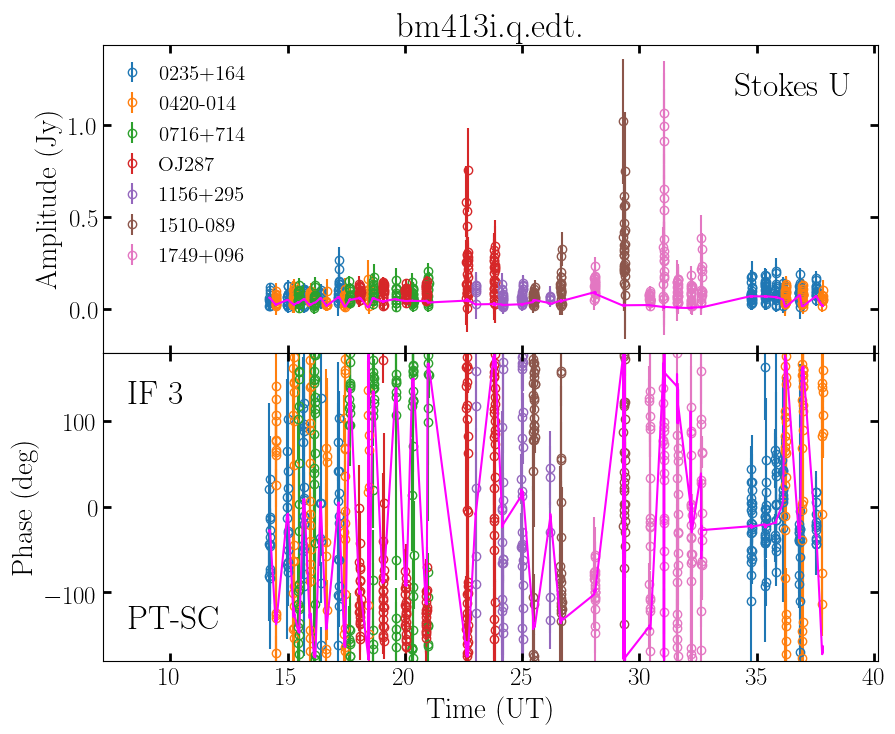 bm413i.q.edt.
Stokes U
0235+164
0420-014
0716+714
OJ287
1156+295
1510-089
1749+096
Amplitude (Jy)
1.0
0.5
0.0
IF 3
PT-SC
Phase (deg)
100
0
−100
10 15 20 25 30 35 40
Time (UT)